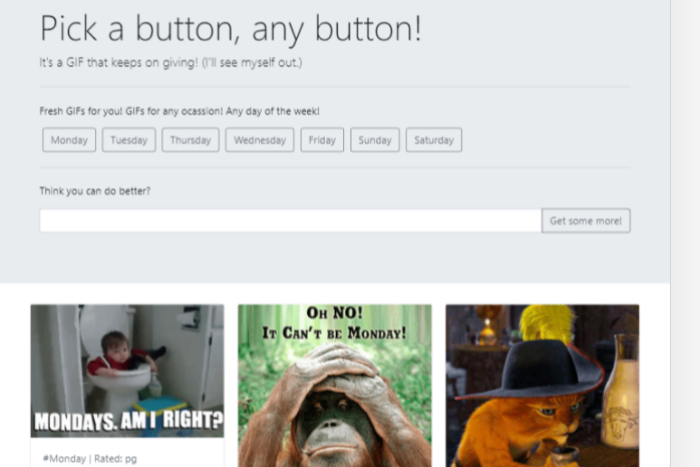 Pick a button, any button!
It's a GIF that keeps on giving! (I'll see myself out.)
Fresh GIFs for you! GIFs for any ocassion! Any day of the week!
Monday Tuesday Thursday Wednesday Friday Sunday Saturday
Think you can do better?
Get some more!
MONDAYS. AM I RIGHT?
#Monday | Rated: pg
OH NO!
IT CAN'T BE MONDAY!